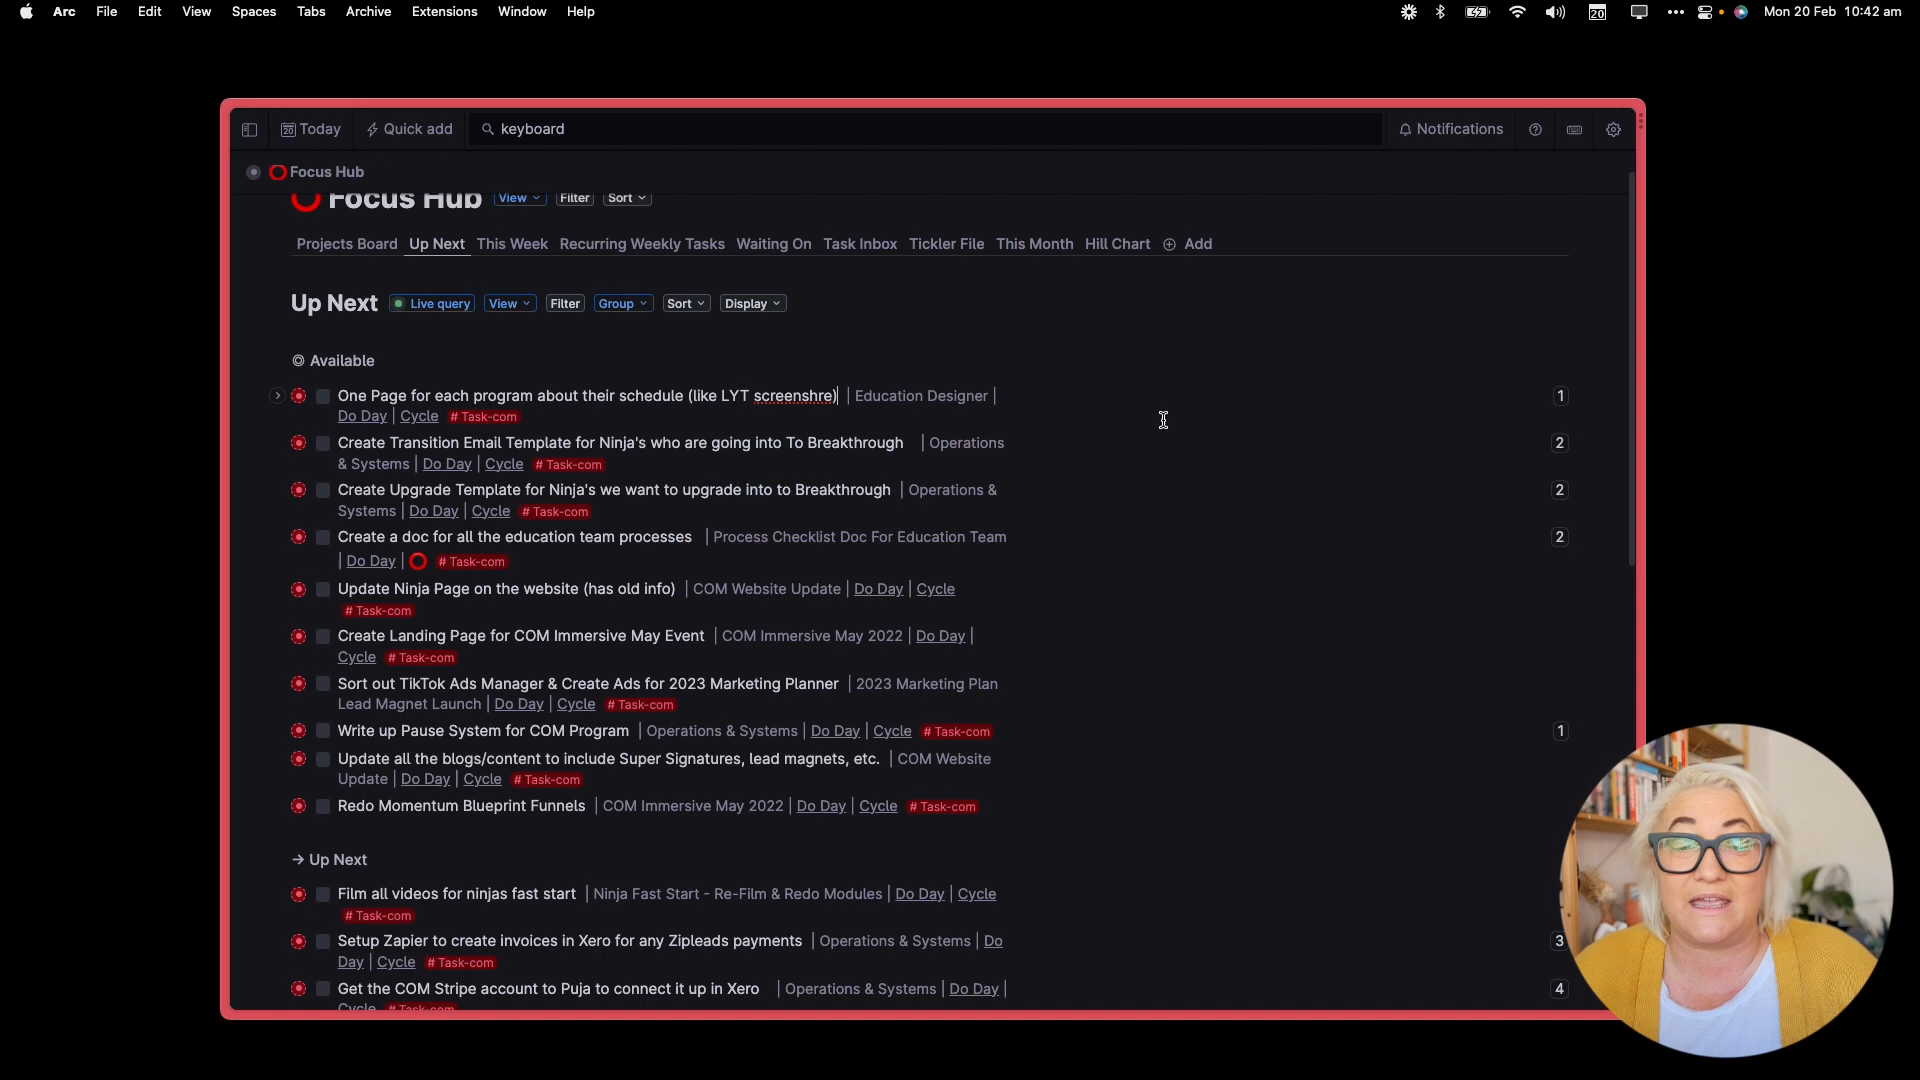 Arc File Edit View Spaces Tabs Archive Extensions Window Help 20 Mon 20 Feb 10:42 am
20 Today Quick add keyboard Notifications
Focus Hub
Focus Hub View Filter Sort
Projects Board Up Next This Week Recurring Weekly Tasks Waiting On Task Inbox Tickler File This Month Hill Chart Add
Up Next Live query View Filter Group Sort Display
Available
One Page for each program about their schedule (like LYT screenshre) | Education Designer | 1
Do Day | Cycle # Task-com
Create Transition Email Template for Ninja's who are going into To Breakthrough | Operations 2
& Systems | Do Day | Cycle # Task-com
Create Upgrade Template for Ninja's we want to upgrade into to Breakthrough | Operations & 2
Systems | Do Day | Cycle # Task-com
Create a doc for all the education team processes | Process Checklist Doc For Education Team 2
| Do Day | # Task-com
Update Ninja Page on the website (has old info) | COM Website Update | Do Day | Cycle
# Task-com
Create Landing Page for COM Immersive May Event | COM Immersive May 2022 | Do Day |
Cycle # Task-com
Sort out TikTok Ads Manager & Create Ads for 2023 Marketing Planner | 2023 Marketing Plan
Lead Magnet Launch | Do Day | Cycle # Task-com
Write up Pause System for COM Program | Operations & Systems | Do Day | Cycle # Task-com 1
Update all the blogs/content to include Super Signatures, lead magnets, etc. | COM Website
Update | Do Day | Cycle # Task-com
Redo Momentum Blueprint Funnels | COM Immersive May 2022 | Do Day | Cycle # Task-com
→ Up Next
Film all videos for ninjas fast start | Ninja Fast Start - Re-Film & Redo Modules | Do Day | Cycle
# Task-com
Setup Zapier to create invoices in Xero for any Zipleads payments | Operations & Systems | Do 3
Day | Cycle # Task-com
Get the COM Stripe account to Puja to connect it up in Xero | Operations & Systems | Do Day | 4
Cycle # Task-com